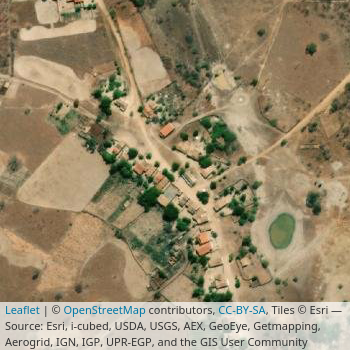 Leaflet | © OpenStreetMap contributors, CC-BY-SA, Tiles © Esri —
Source: Esri, i-cubed, USDA, USGS, AEX, GeoEye, Getmapping,
Aerogrid, IGN, IGP, UPR-EGP, and the GIS User Community